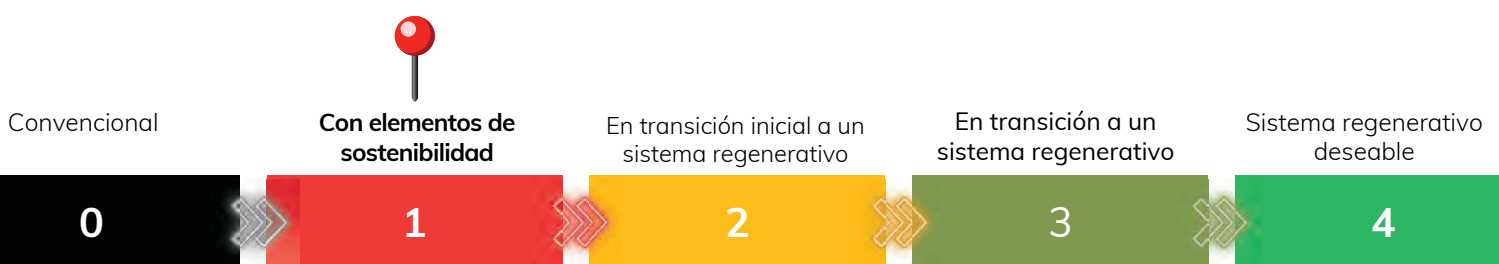 Convencional
Con elementos de
sostenibilidad
En transición inicial a un
sistema regenerativo
En transición a un
sistema regenerativo
Sistema regenerativo
deseable
0
1
2
3
4